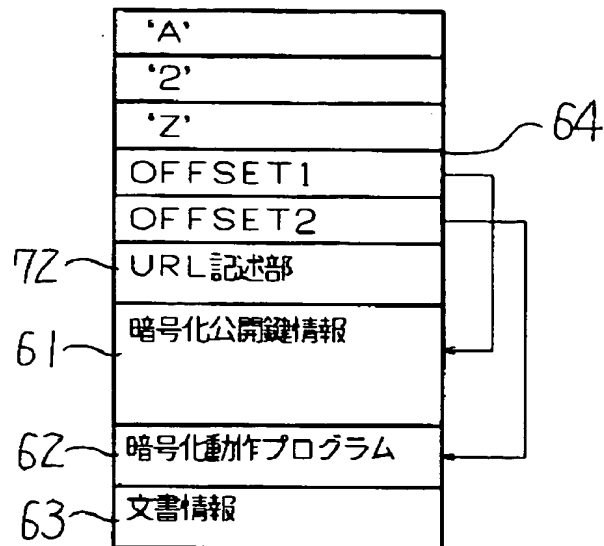 'A'
'2'
'Z'
64
OFFSET1
OFFSET2
72
URL記述部
61
暗号化公開鍵情報
62
暗号化動作プログラム
63
文書情報